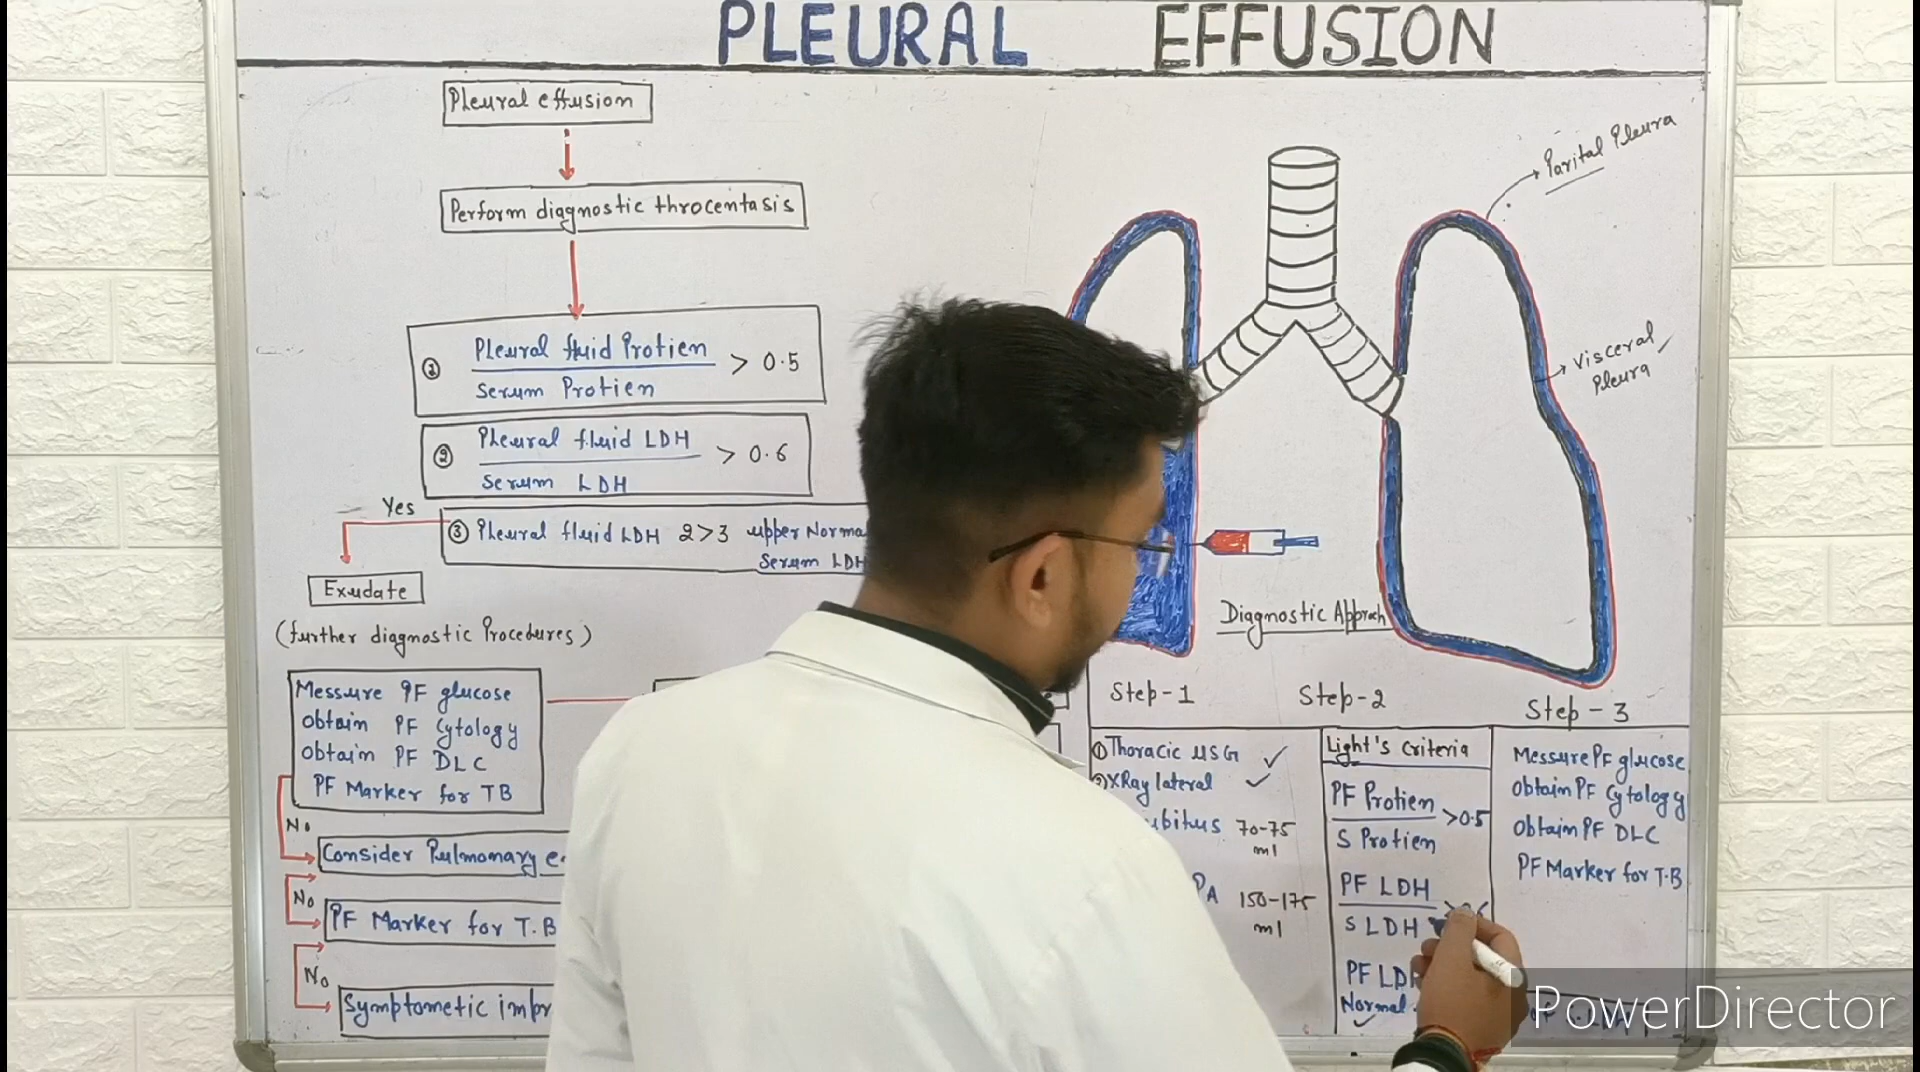 PLEURAL EFFUSION
Pleural effusion
Perform diagnostic throcentasis
① Pleural fluid Protien
Serum Protien
> 0.5
② Pleural fluid LDH
Serum LDH
> 0.6
Yes
③ Pleural fluid LDH 2>3 upper
Serum LDH
Exudate
(further diagnostic Procedures)
Messure PF glucose
Obtain PF Cytology
Obtain PF DLC
PF Marker for TB
No
Consider Pulmonary
No
PF Marker for T.B
No
Symptometic
Parital Pleura
Visceral
Pleura
Diagnostic Approch
Step-1
① Thoracic USG ✓
XRay lateral ✓
70-75
ml
150-175
ml
Step-2
Light's Criteria
PF Protien
S Protien
>0.5
PF LDH
S LDH
PF
Normal
Step-3
Messure PF glucose
Obtain PF Cytology
Obtain PF DLC
PF Marker for T.B
PowerDirector